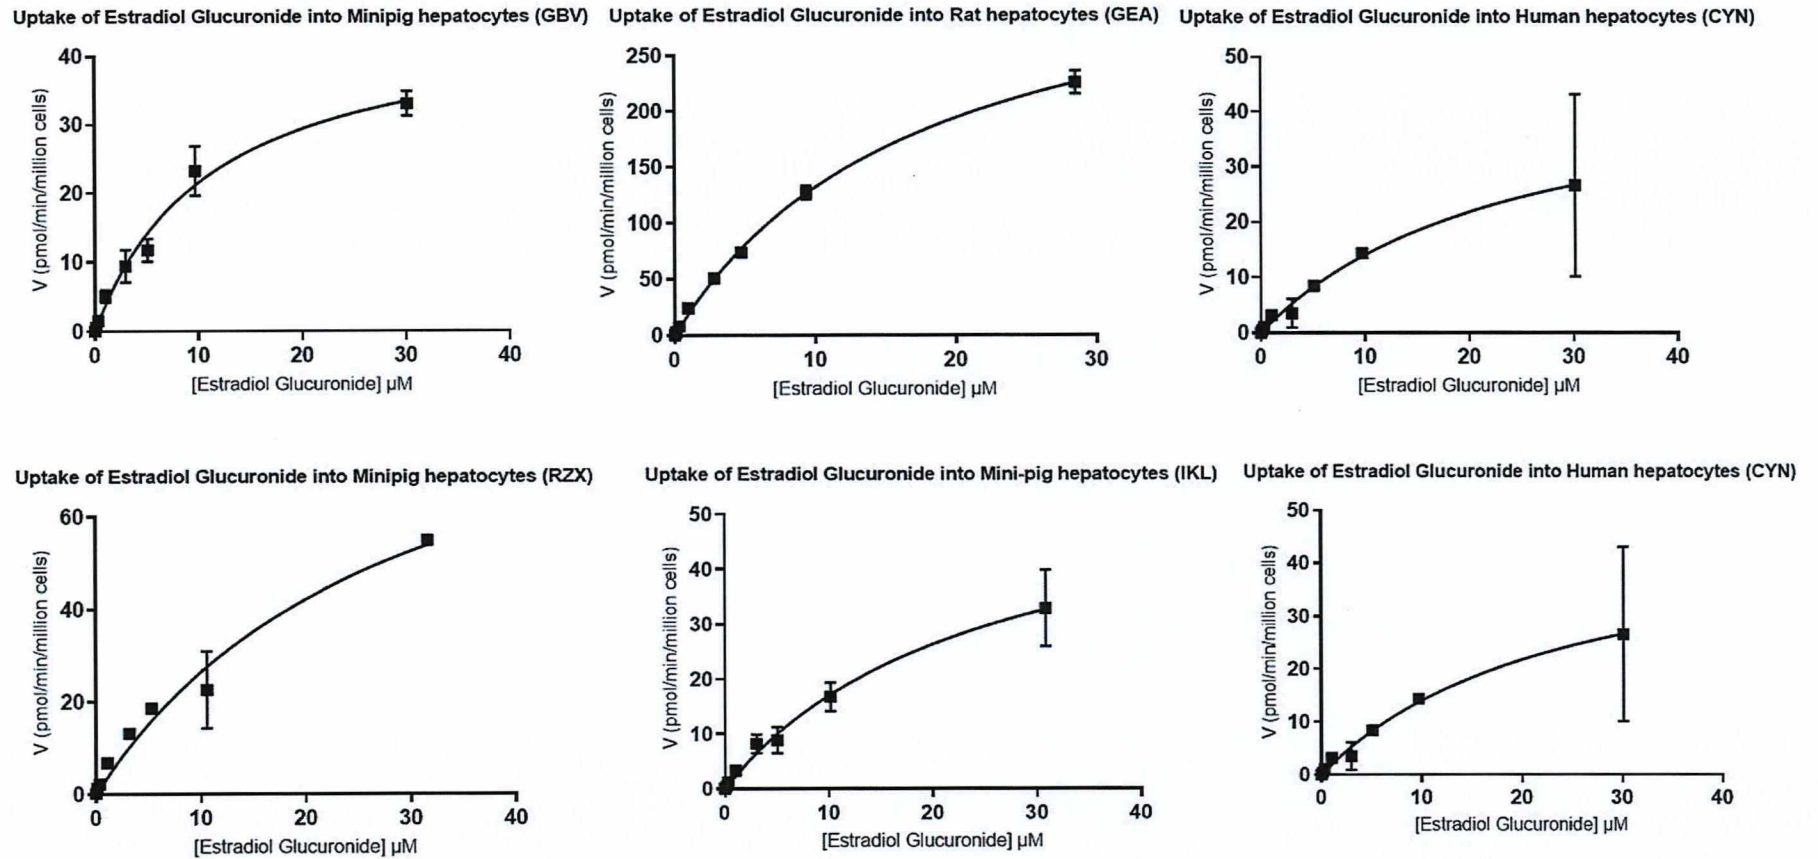 Uptake of Estradiol Glucuronide into Minipig hepatocytes (GBV)
40
30
20
10
0
V (pmol/min/million cells)
0 10 20 30 40
[Estradiol Glucuronide] µM
Uptake of Estradiol Glucuronide into Rat hepatocytes (GEA)
250
200
150
100
50
0
V (pmol/min/million cells)
0 10 20 30
[Estradiol Glucuronide] µM
Uptake of Estradiol Glucuronide into Human hepatocytes (CYN)
50
40
30
20
10
0
V (pmol/min/million cells)
0 10 20 30 40
[Estradiol Glucuronide] µM
Uptake of Estradiol Glucuronide into Minipig hepatocytes (RZX)
60
40
20
0
V (pmol/min/million cells)
0 10 20 30 40
[Estradiol Glucuronide] µM
Uptake of Estradiol Glucuronide into Mini-pig hepatocytes (IKL)
50
40
30
20
10
0
V (pmol/min/million cells)
0 10 20 30 40
[Estradiol Glucuronide] µM
Uptake of Estradiol Glucuronide into Human hepatocytes (CYN)
50
40
30
20
10
0
V (pmol/min/million cells)
0 10 20 30 40
[Estradiol Glucuronide] µM